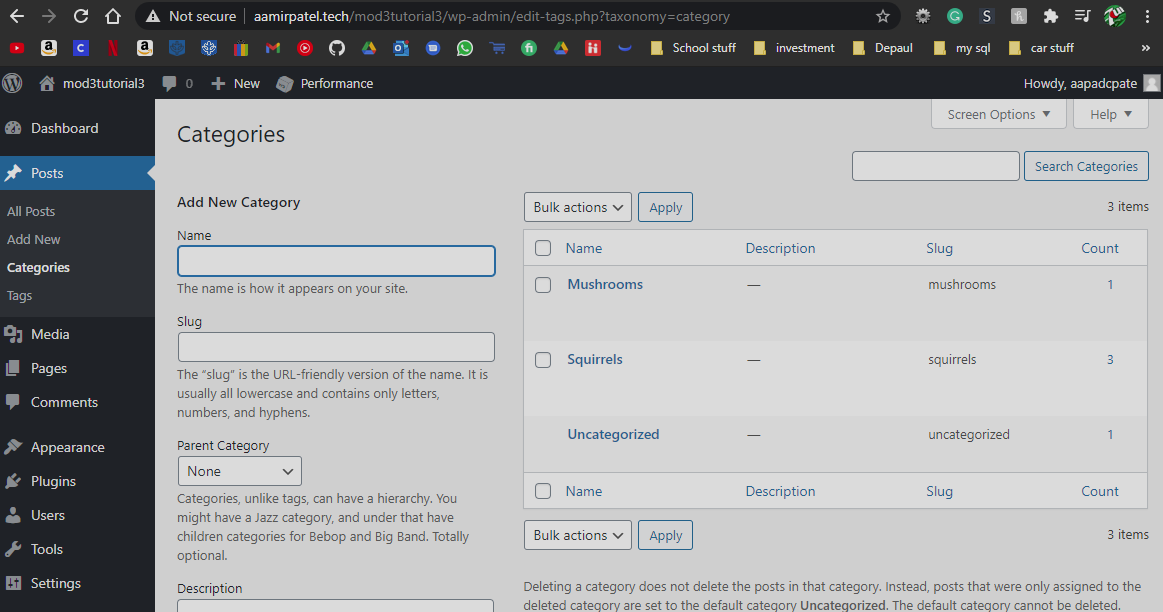 Not secure | aamirpatel.tech/mod3tutorial3/wp-admin/edit-tags.php?taxonomy=category
School stuff investment Depaul my sql car stuff »
mod3tutorial3 0 + New Performance Howdy, aapadcpate
Screen Options Help
Dashboard
Posts
All Posts
Add New
Categories
Tags
Media
Pages
Comments
Appearance
Plugins
Users
Tools
Settings
Categories
Search Categories
Add New Category
Name
The name is how it appears on your site.
Slug
The “slug” is the URL-friendly version of the name. It is
usually all lowercase and contains only letters,
numbers, and hyphens.
Parent Category
None
Categories, unlike tags, can have a hierarchy. You
might have a Jazz category, and under that have
children categories for Bebop and Big Band. Totally
optional.
Description
Bulk actions Apply 3 items
Name Description Slug Count
Mushrooms — mushrooms 1
Squirrels — squirrels 3
Uncategorized — uncategorized 1
Name Description Slug Count
Bulk actions Apply 3 items
Deleting a category does not delete the posts in that category. Instead, posts that were only assigned to the
deleted category are set to the default category Uncategorized. The default category cannot be deleted.